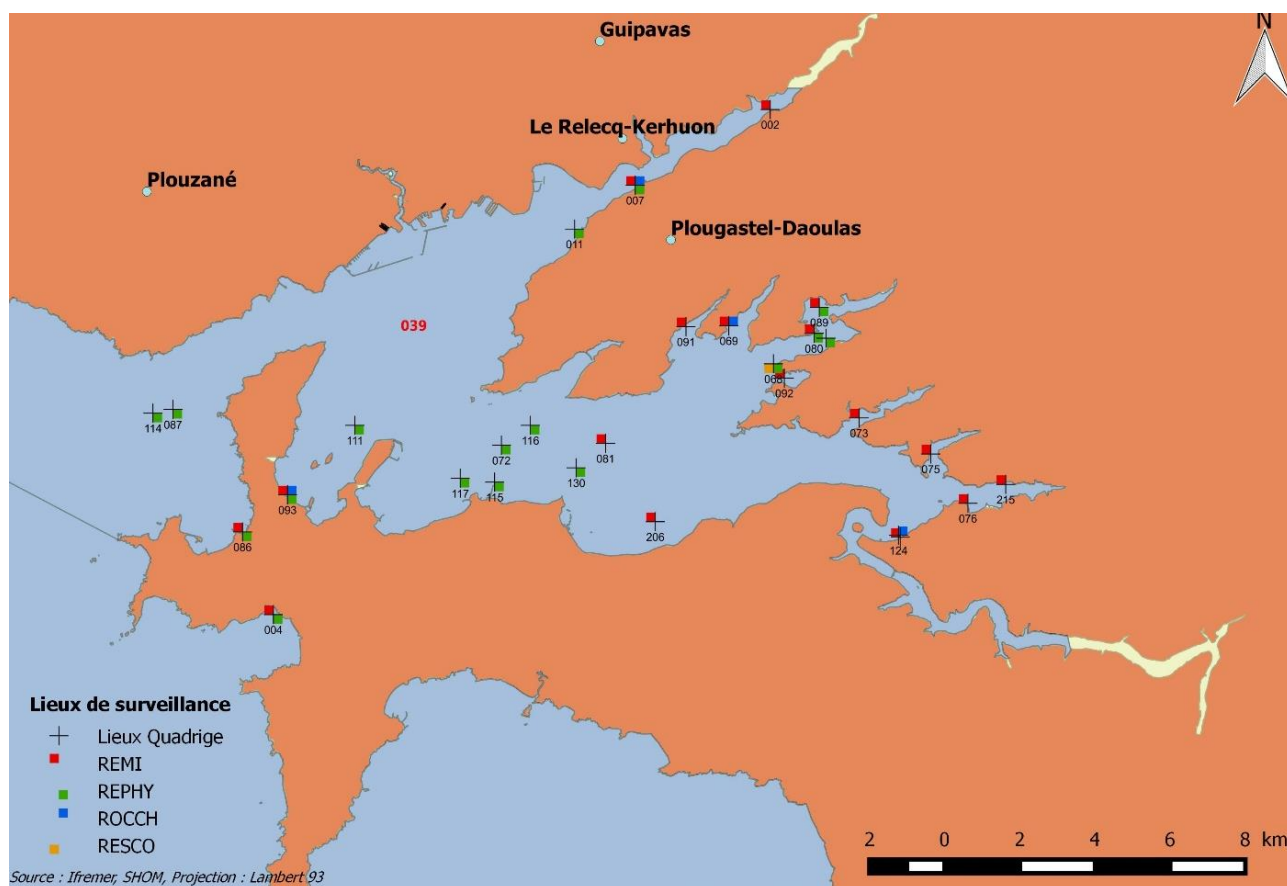 Guipavas
N
002
Le Relecq-Kerhuon
Plouzané
007
Plougastel-Daoulas
011
039
089
091
069
080
068
092
114
087
111
116
073
072
081
075
130
117
115
215
093
076
206
086
124
004
Lieux de surveillance
Lieux Quadrige
REMI
REPHY
ROCCH
RESCO
2 0 2 4 6 8 km
Source : Ifremer, SHOM, Projection : Lambert 93